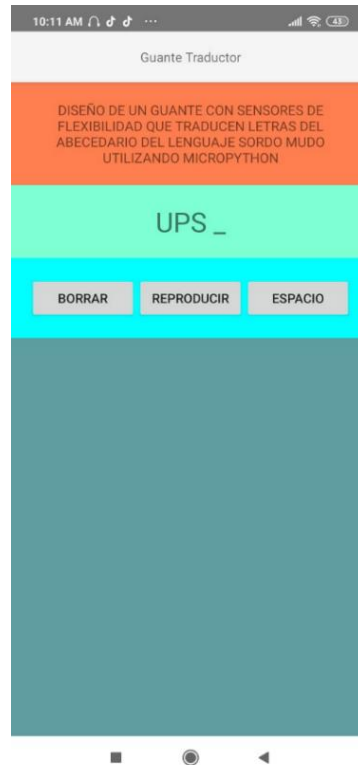 10:11 AM ... 43
Guante Traductor
DISEÑO DE UN GUANTE CON SENSORES DE
FLEXIBILIDAD QUE TRADUCEN LETRAS DEL
ABECEDARIO DEL LENGUAJE SORDO MUDO
UTILIZANDO MICROPYTHON
UPS _
BORRAR REPRODUCIR ESPACIO